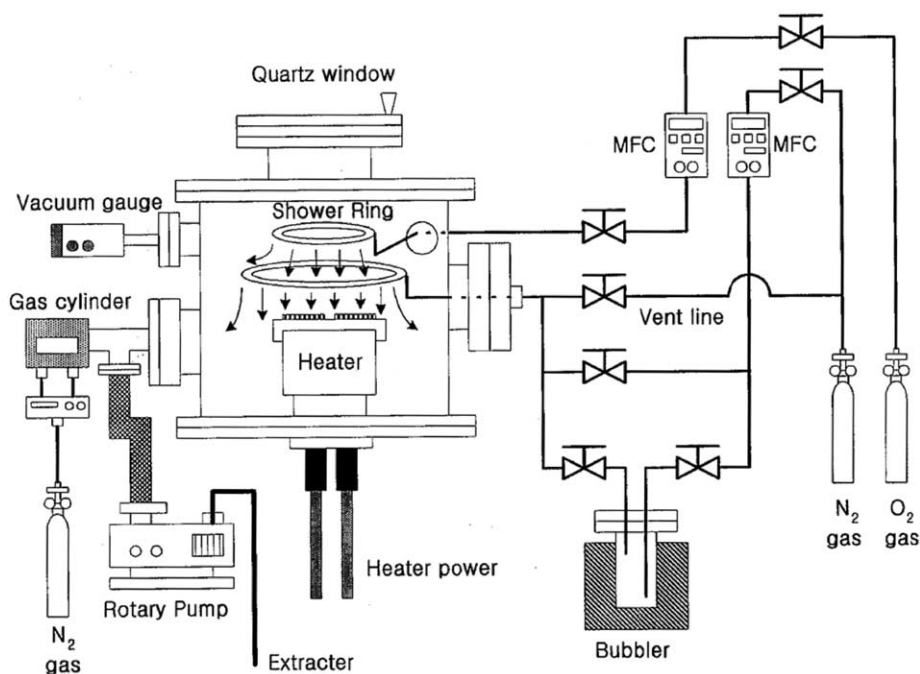 Quartz window
MFC
MFC
Vacuum gauge
Shower Ring
Gas cylinder
Vent line
Heater
N2
gas
O2
gas
Heater power
Rotary Pump
N2
gas
Extracter
Bubbler